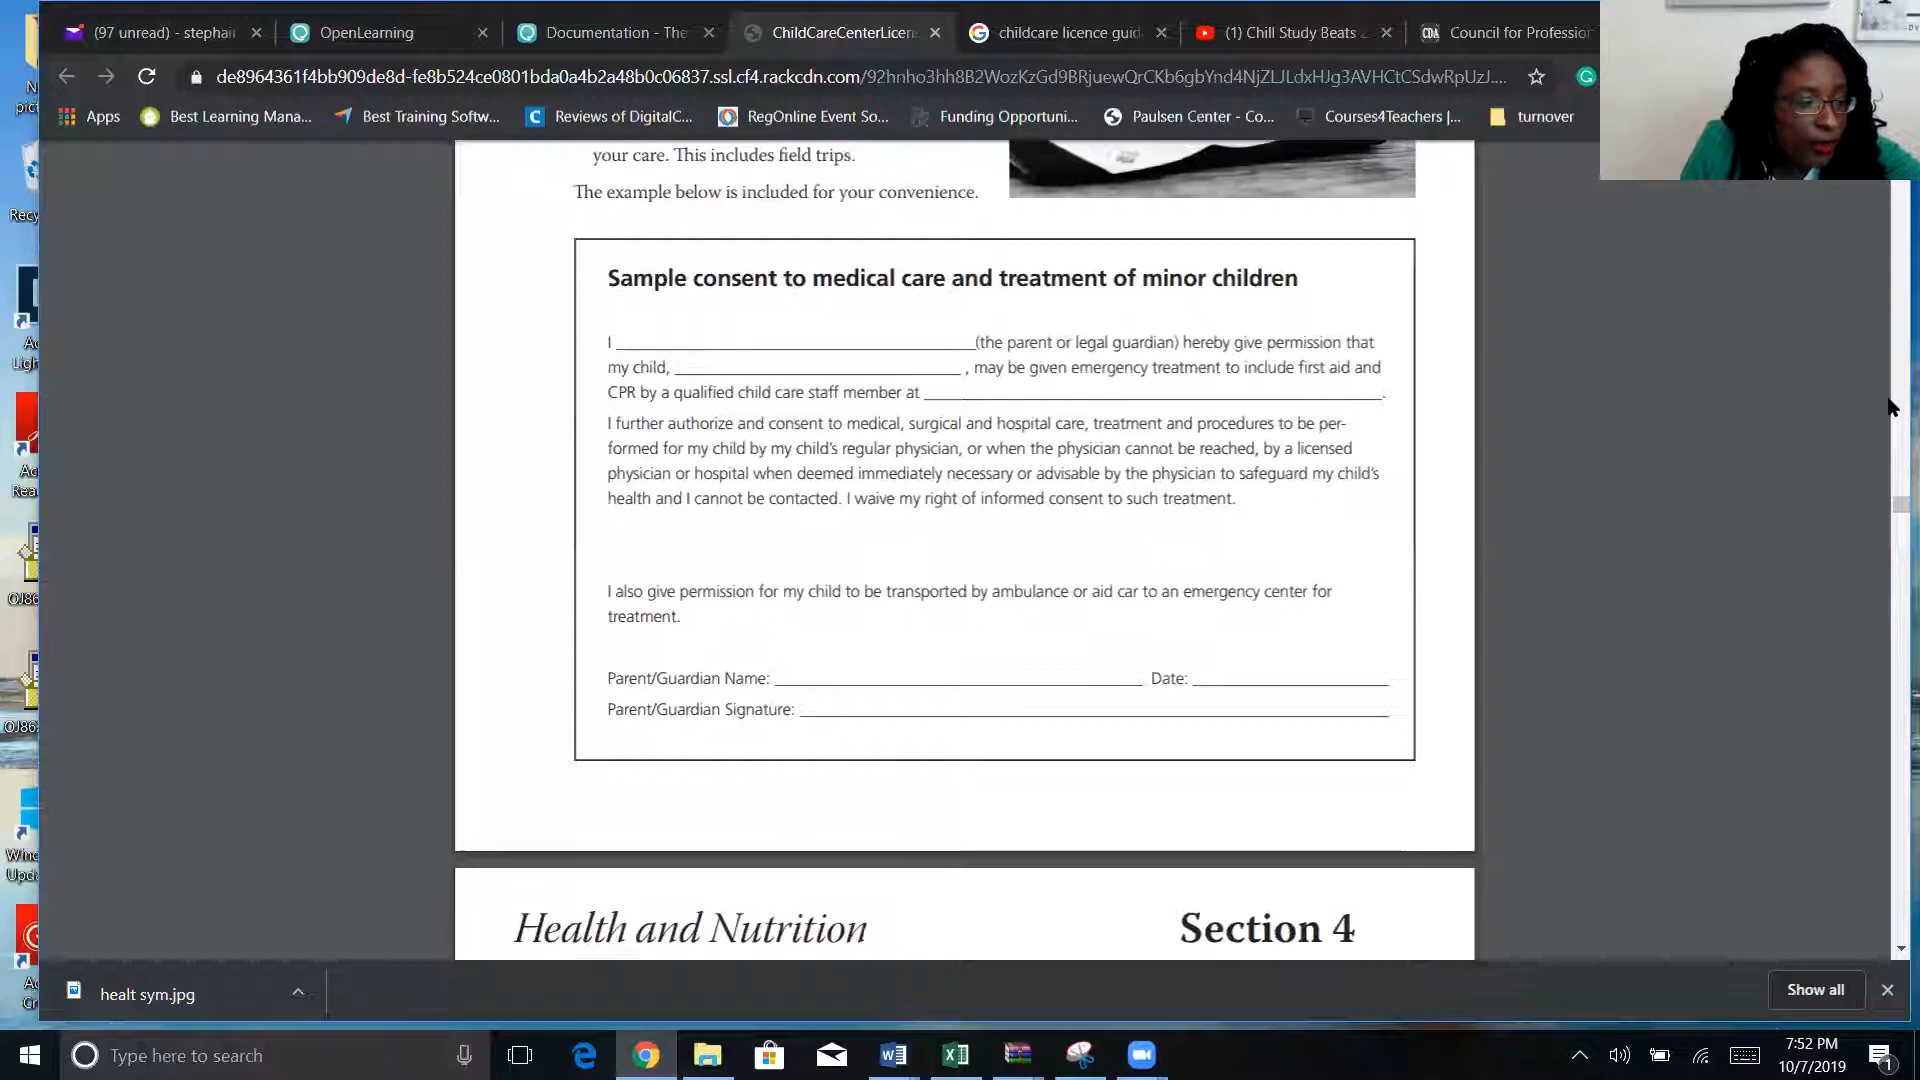 (97 unread) - stephai
OpenLearning
Documentation - The
ChildCareCenterLicen
childcare licence guid
(1) Chill Study Beats
CDA
Council for Profession
de8964361f4bb909de8d-fe8b524ce0801bda0a4b2a48b0c06837.ssl.cf4.rackcdn.com/92hnho3hh8B2WozKzGd9BRjuewQrCKb6gbYnd4NjZLJLdxHJg3AVHCtCSdwRpUzJ....
Apps
Best Learning Mana...
Best Training Softw...
Reviews of DigitalC...
RegOnline Event So...
Funding Opportuni...
Paulsen Center - Co...
Courses4Teachers |...
turnover
your care. This includes field trips.
The example below is included for your convenience.
Sample consent to medical care and treatment of minor children
I ______ (the parent or legal guardian) hereby give permission that
my child, ______ , may be given emergency treatment to include first aid and
CPR by a qualified child care staff member at ______.
I further authorize and consent to medical, surgical and hospital care, treatment and procedures to be per-
formed for my child by my child's regular physician, or when the physician cannot be reached, by a licensed
physician or hospital when deemed immediately necessary or advisable by the physician to safeguard my child's
health and I cannot be contacted. I waive my right of informed consent to such treatment.
I also give permission for my child to be transported by ambulance or aid car to an emergency center for
treatment.
Parent/Guardian Name: ______ Date: ______
Parent/Guardian Signature: ______
Health and Nutrition Section 4
healt sym.jpg
Show all
Type here to search
7:52 PM
10/7/2019
1